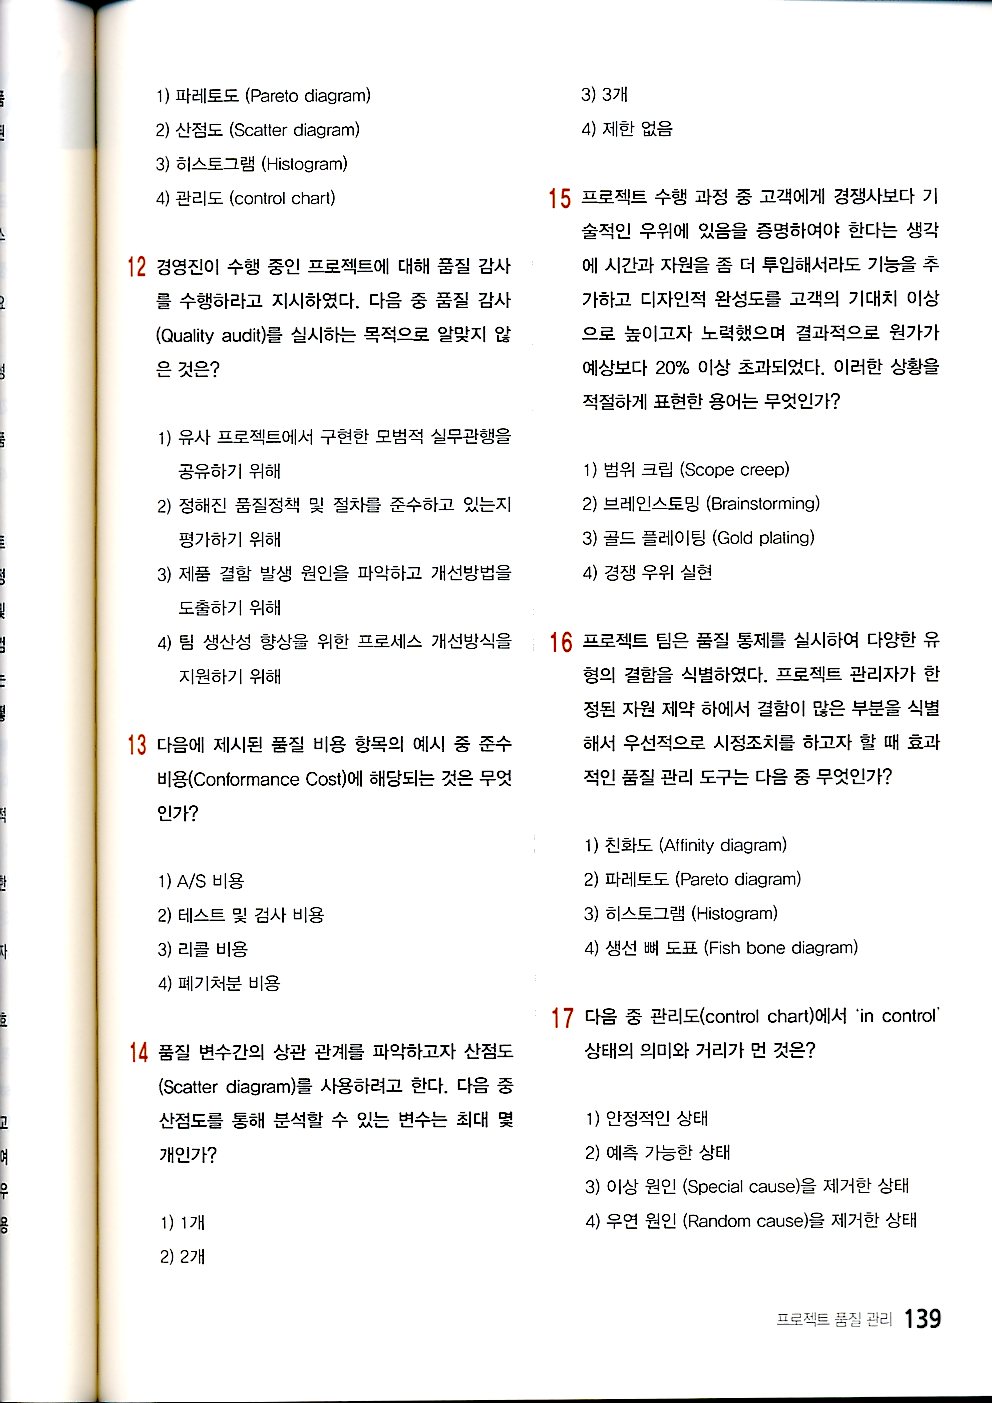 1) 파레토도 (Pareto diagram)
2) 산점도 (Scatter diagram)
3) 히스토그램 (Histogram)
4) 관리도 (control chart)
12 경영진이 수행 중인 프로젝트에 대해 품질 감사
를 수행하라고 지시하였다. 다음 중 품질 감사
(Quality audit)를 실시하는 목적으로 알맞지 않
은 것은?
1) 유사 프로젝트에서 구현한 모범적 실무관행을
공유하기 위해
2) 정해진 품질정책 및 절차를 준수하고 있는지
평가하기 위해
3) 제품 결함 발생 원인을 파악하고 개선방법을
도출하기 위해
4) 팀 생산성 향상을 위한 프로세스 개선방식을
지원하기 위해
13 다음에 제시된 품질 비용 항목의 예시 중 준수
비용(Conformance Cost)에 해당되는 것은 무엇
인가?
1) A/S 비용
2) 테스트 및 검사 비용
3) 리콜 비용
4) 폐기처분 비용
14 품질 변수간의 상관 관계를 파악하고자 산점도
(Scatter diagram)를 사용하려고 한다. 다음 중
산점도를 통해 분석할 수 있는 변수는 최대 몇
개인가?
1) 1개
2) 2개
3) 3개
4) 제한 없음
15 프로젝트 수행 과정 중 고객에게 경쟁사보다 기
술적인 우위에 있음을 증명하여야 한다는 생각
에 시간과 자원을 좀 더 투입해서라도 기능을 추
가하고 디자인적 완성도를 고객의 기대치 이상
으로 높이고자 노력했으며 결과적으로 원가가
예상보다 20% 이상 초과되었다. 이러한 상황을
적절하게 표현한 용어는 무엇인가?
1) 범위 크립 (Scope creep)
2) 브레인스토밍 (Brainstorming)
3) 골드 플레이팅 (Gold plating)
4) 경쟁 우위 실현
16 프로젝트 팀은 품질 통제를 실시하여 다양한 유
형의 결함을 식별하였다. 프로젝트 관리자가 한
정된 자원 제약 하에서 결함이 많은 부분을 식별
해서 우선적으로 시정조치를 하고자 할 때 효과
적인 품질 관리 도구는 다음 중 무엇인가?
1) 친화도 (Affinity diagram)
2) 파레토도 (Pareto diagram)
3) 히스토그램 (Histogram)
4) 생선 뼈 도표 (Fish bone diagram)
17 다음 중 관리도(control chart)에서 'in control'
상태의 의미와 거리가 먼 것은?
1) 안정적인 상태
2) 예측 가능한 상태
3) 이상 원인 (Special cause)을 제거한 상태
4) 우연 원인 (Random cause)을 제거한 상태
프로젝트 품질 관리 139